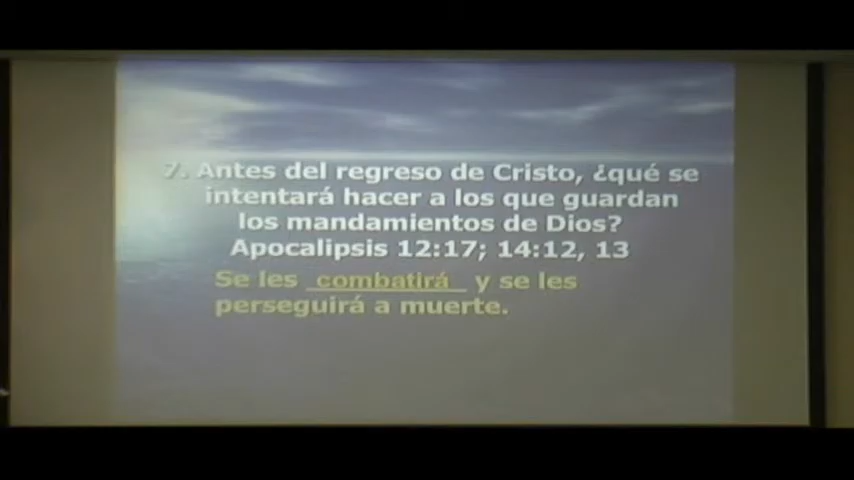 7. Antes del regreso de Cristo, ¿qué se
intentará hacer a los que guardan
los mandamientos de Dios?
Apocalipsis 12:17; 14:12, 13
Se les _combatirá_ y se les
perseguirá a muerte.